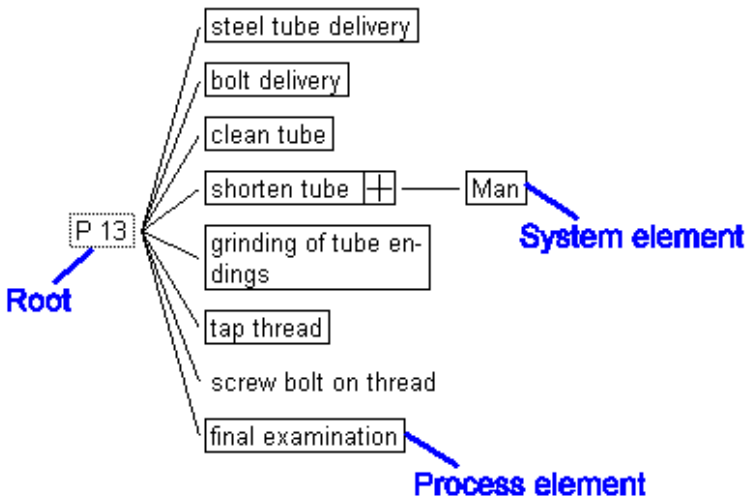 steel tube delivery
bolt delivery
clean tube
shorten tube
Man
System element
P 13
Root
grinding of tube en-
dings
tap thread
screw bolt on thread
final examination
Process element